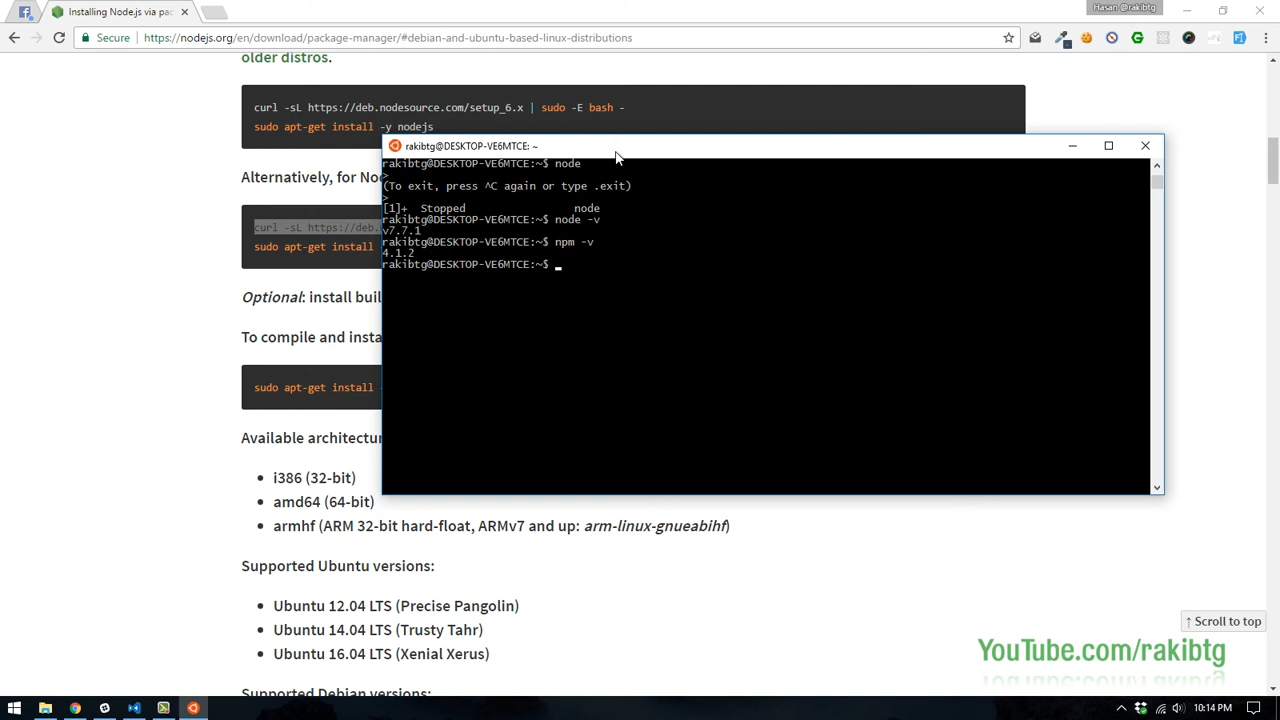 Installing Node.js via pac
Hasan @rakibtg
Secure
https://nodejs.org/en/download/package-manager/#debian-and-ubuntu-based-linux-distributions
older distros.
curl -sL https://deb.nodesource.com/setup_6.x | sudo -E bash -
sudo apt-get install -y nodejs
rakibtg@DESKTOP-VE6MTCE: ~
rakibtg@DESKTOP-VE6MTCE:~$ node
>
(To exit, press ^C again or type .exit)
>
[1]+ Stopped node
rakibtg@DESKTOP-VE6MTCE:~$ node -v
v7.7.1
rakibtg@DESKTOP-VE6MTCE:~$ npm -v
4.1.2
rakibtg@DESKTOP-VE6MTCE:~$
Alternatively, for No
curl -sL https://deb.
sudo apt-get install
Optional: install buil
To compile and insta
sudo apt-get install
Available architectur
i386 (32-bit)
amd64 (64-bit)
armhf (ARM 32-bit hard-float, ARMv7 and up: arm-linux-gnueabihf)
Supported Ubuntu versions:
Ubuntu 12.04 LTS (Precise Pangolin)
Ubuntu 14.04 LTS (Trusty Tahr)
Ubuntu 16.04 LTS (Xenial Xerus)
Supported Debian versions:
↑ Scroll to top
YouTube.com/rakibtg
10:14 PM